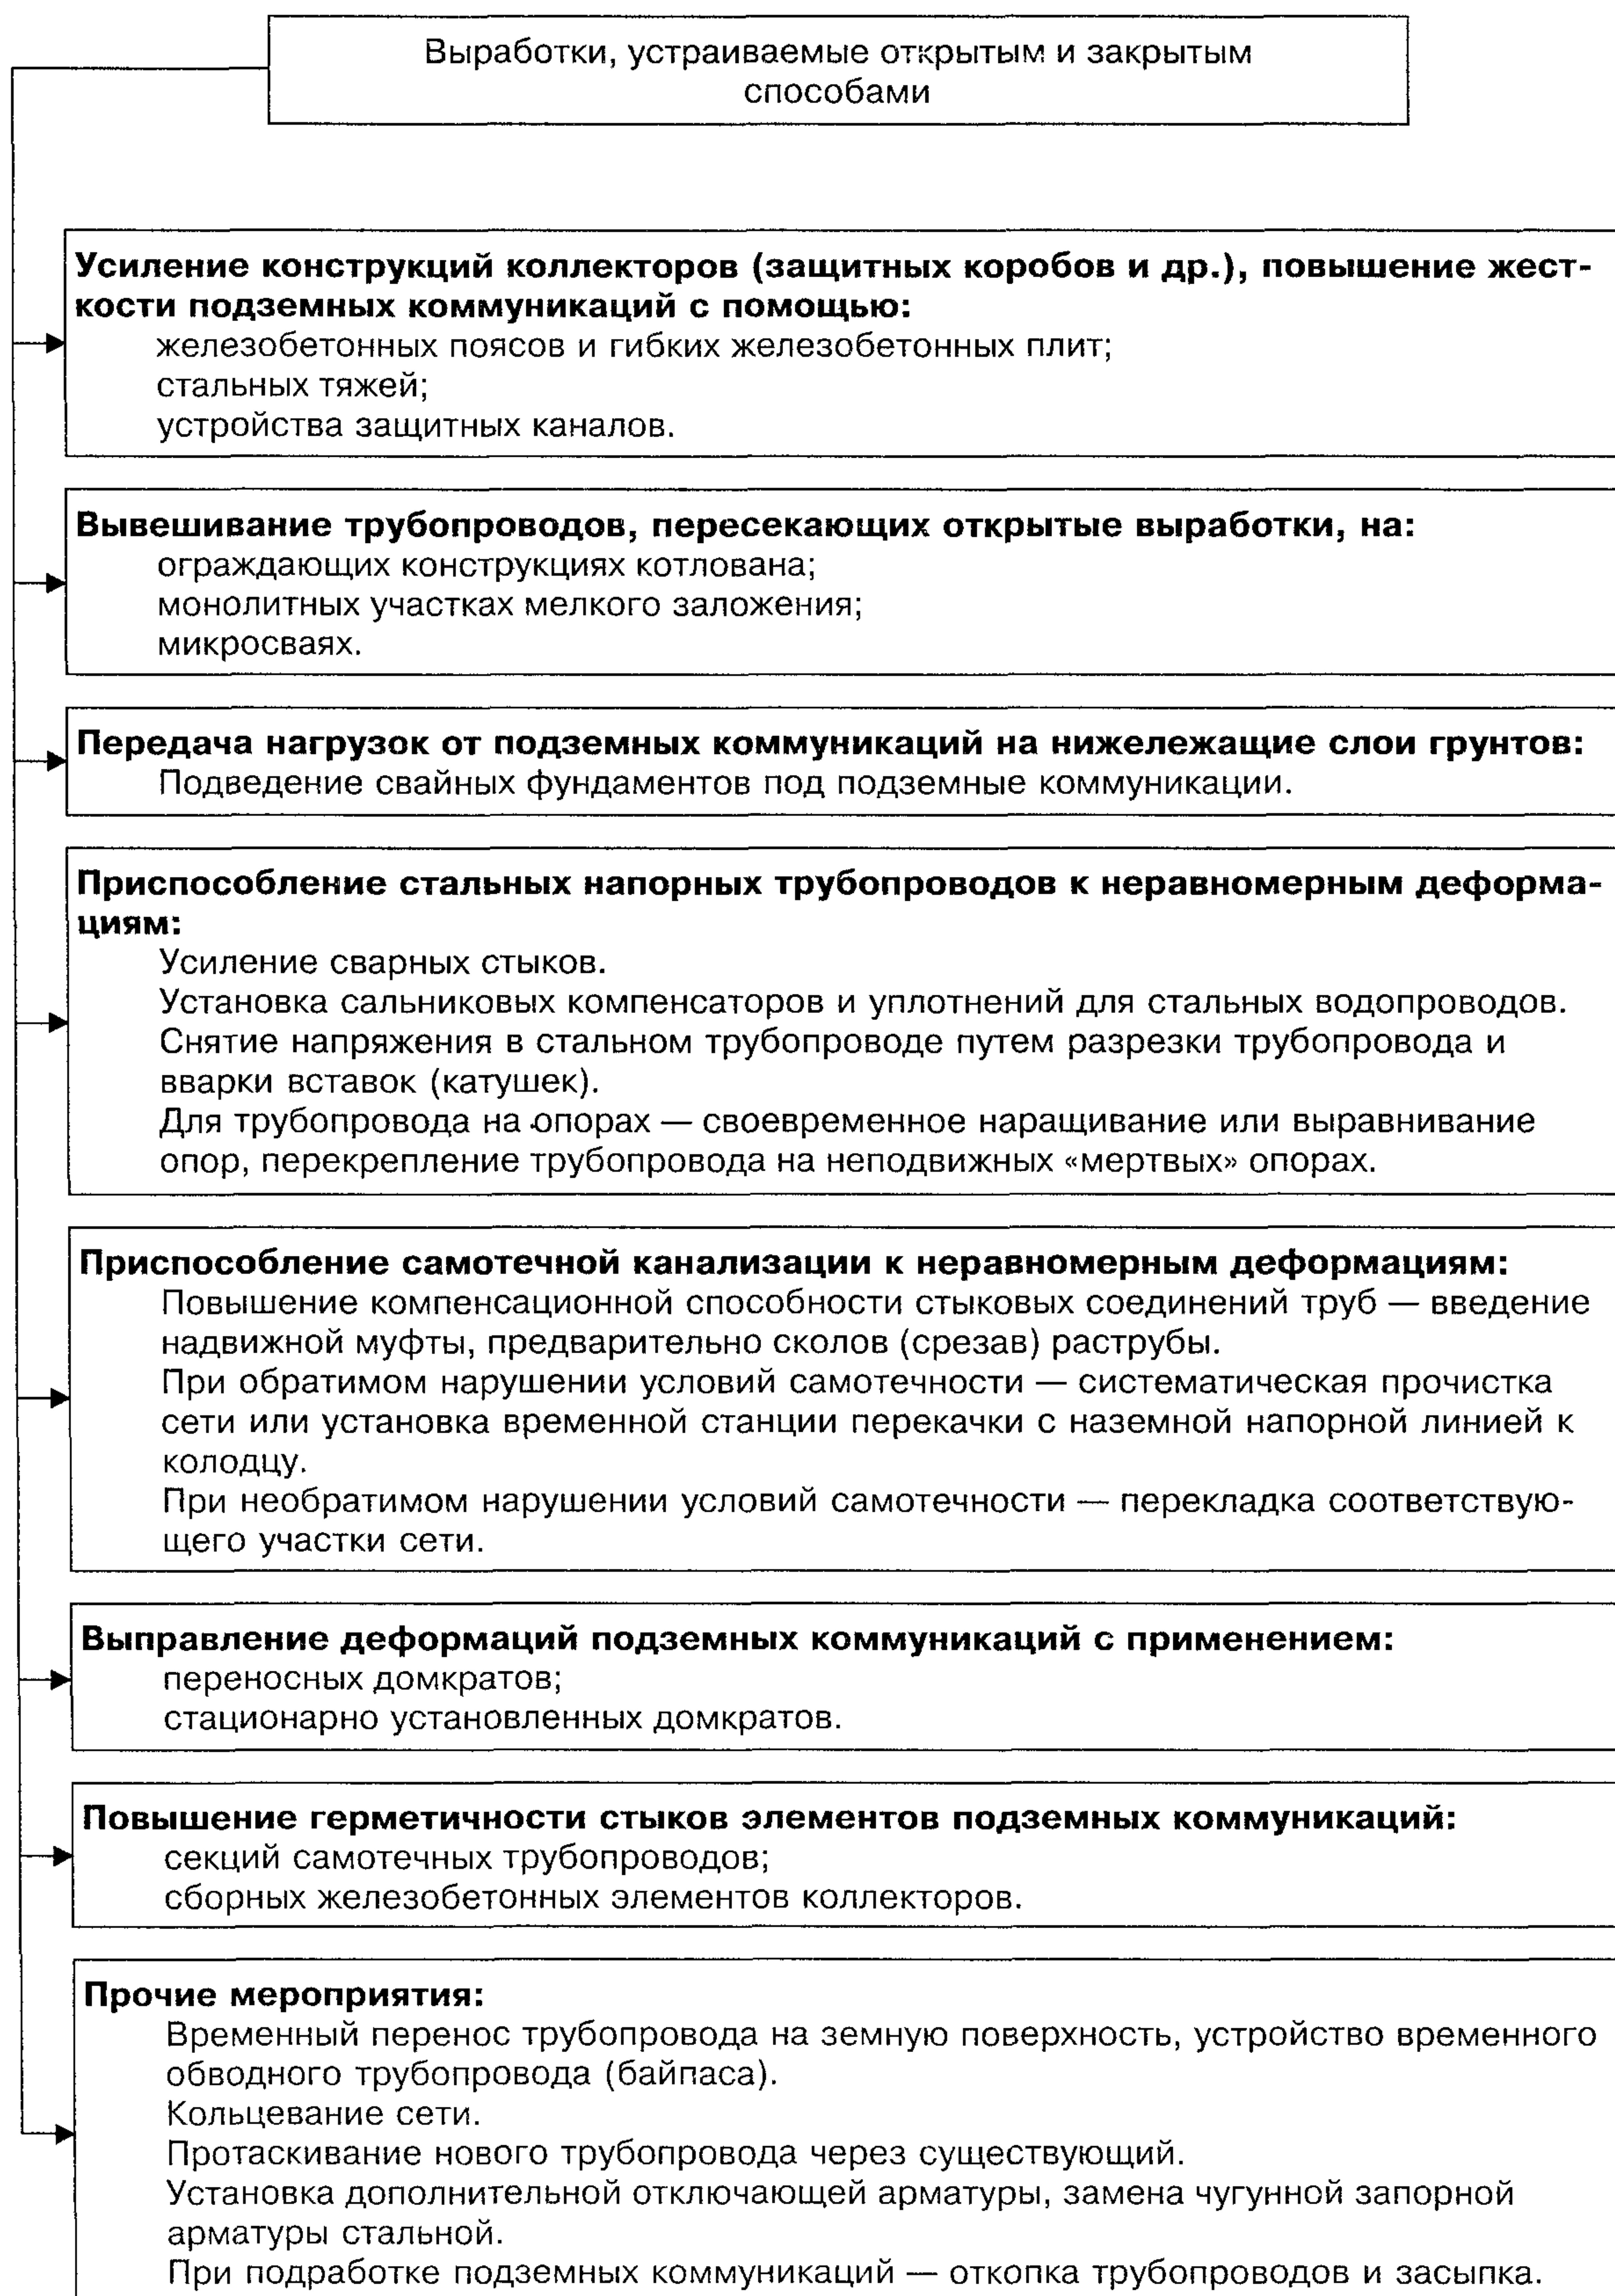 Выработки, устраиваемые открытым и закрытым
способами
Усиление конструкций коллекторов (защитных коробов и др.), повышение жест-
кости подземных коммуникаций с помощью:
железобетонных поясов и гибких железобетонных плит;
стальных тяжей;
устройства защитных каналов.
Вывешивание трубопроводов, пересекающих открытые выработки, на:
ограждающих конструкциях котлована;
монолитных участках мелкого заложения;
микросваях.
Передача нагрузок от подземных коммуникаций на нижележащие слои грунтов:
Подведение свайных фундаментов под подземные коммуникации.
Приспособление стальных напорных трубопроводов к неравномерным деформа-
циям:
Усиление сварных стыков.
Установка сальниковых компенсаторов и уплотнений для стальных водопроводов.
Снятие напряжения в стальном трубопроводе путем разрезки трубопровода и
вварки вставок (катушек).
Для трубопровода на опорах — своевременное наращивание или выравнивание
опор, перекрепление трубопровода на неподвижных «мертвых» опорах.
Приспособление самотечной канализации к неравномерным деформациям:
Повышение компенсационной способности стыковых соединений труб — введение
надвижной муфты, предварительно сколов (срезав) раструбы.
При обратимом нарушении условий самотечности — систематическая прочистка
сети или установка временной станции перекачки с наземной напорной линией к
колодцу.
При необратимом нарушении условий самотечности — перекладка соответствую-
щего участки сети.
Выправление деформаций подземных коммуникаций с применением:
переносных домкратов;
стационарно установленных домкратов.
Повышение герметичности стыков элементов подземных коммуникаций:
секций самотечных трубопроводов;
сборных железобетонных элементов коллекторов.
Прочие мероприятия:
Временный перенос трубопровода на земную поверхность, устройство временного
обводного трубопровода (байпаса).
Кольцевание сети.
Протаскивание нового трубопровода через существующий.
Установка дополнительной отключающей арматуры, замена чугунной запорной
арматуры стальной.
При подработке подземных коммуникаций — откопка трубопроводов и засыпка.